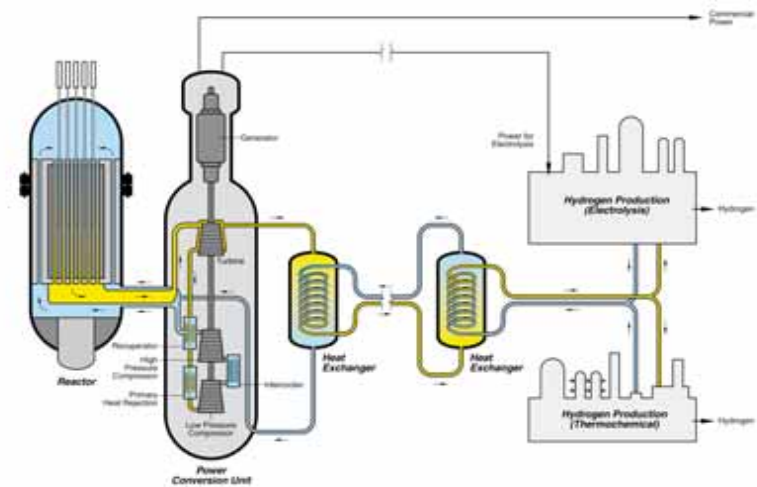 Commercial
Power
Generator
Power for
Electrolysis
Hydrogen Production
(Electrolysis)
Hydrogen
Turbine
Recuperator
High
Pressure
Compressor
Intercooler
Primary
Heat Rejection
Low Pressure
Compressor
Heat
Exchanger
Heat
Exchanger
Reactor
Hydrogen Production
(Thermochemical)
Hydrogen
Power
Conversion Unit